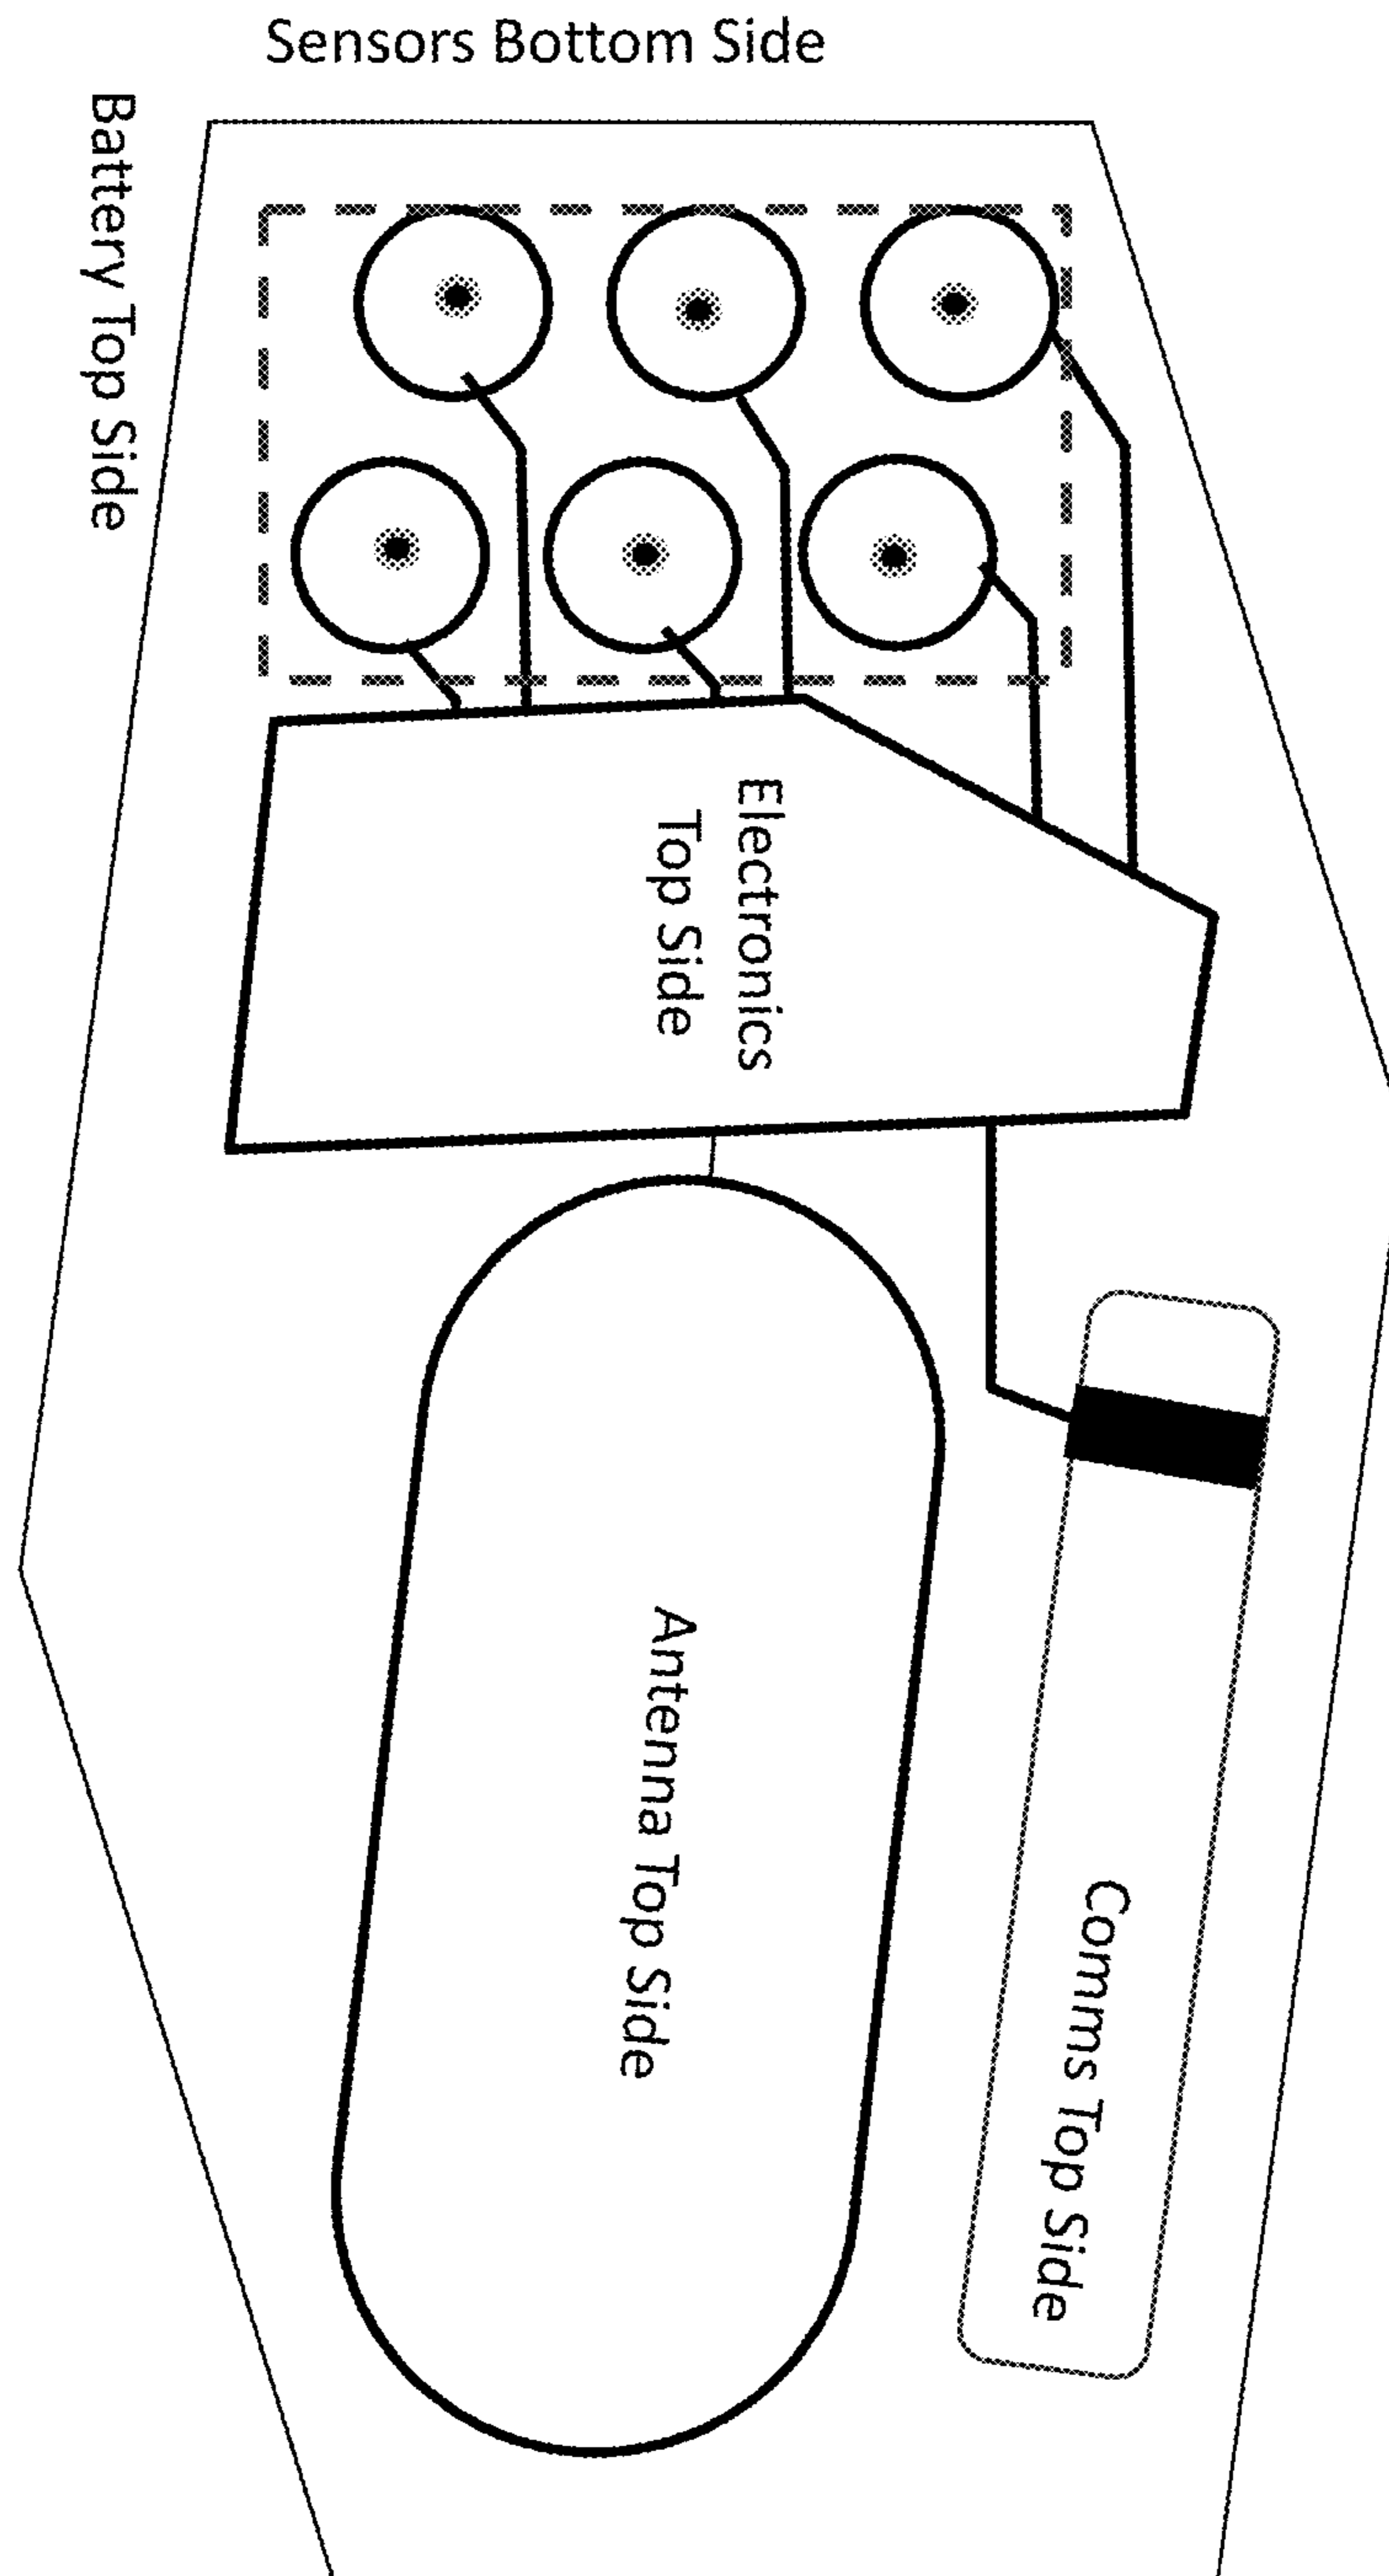 Sensors Bottom Side
Battery Top Side
Electronics
Top Side
Antenna Top Side
Comms Top Side